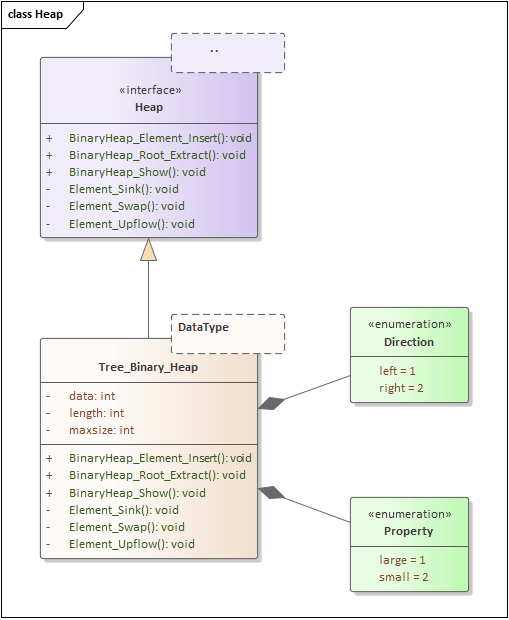 class Heap
..
«interface»
Heap
+ BinaryHeap_Element_Insert(): void
+ BinaryHeap_Root_Extract(): void
+ BinaryHeap_Show(): void
- Element_Sink(): void
- Element_Swap(): void
- Element_Upflow(): void
DataType
Tree_Binary_Heap
- data: int
- length: int
- maxsize: int
+ BinaryHeap_Element_Insert(): void
+ BinaryHeap_Root_Extract(): void
+ BinaryHeap_Show(): void
- Element_Sink(): void
- Element_Swap(): void
- Element_Upflow(): void
«enumeration»
Direction
left = 1
right = 2
«enumeration»
Property
large = 1
small = 2